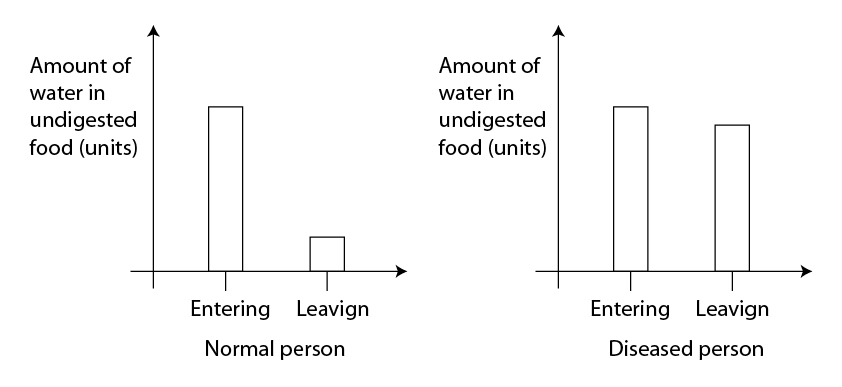 Amount of
water in
undigested
food (units)
Entering
Leavign
Normal person
Amount of
water in
undigested
food (units)
Entering
Leavign
Diseased person